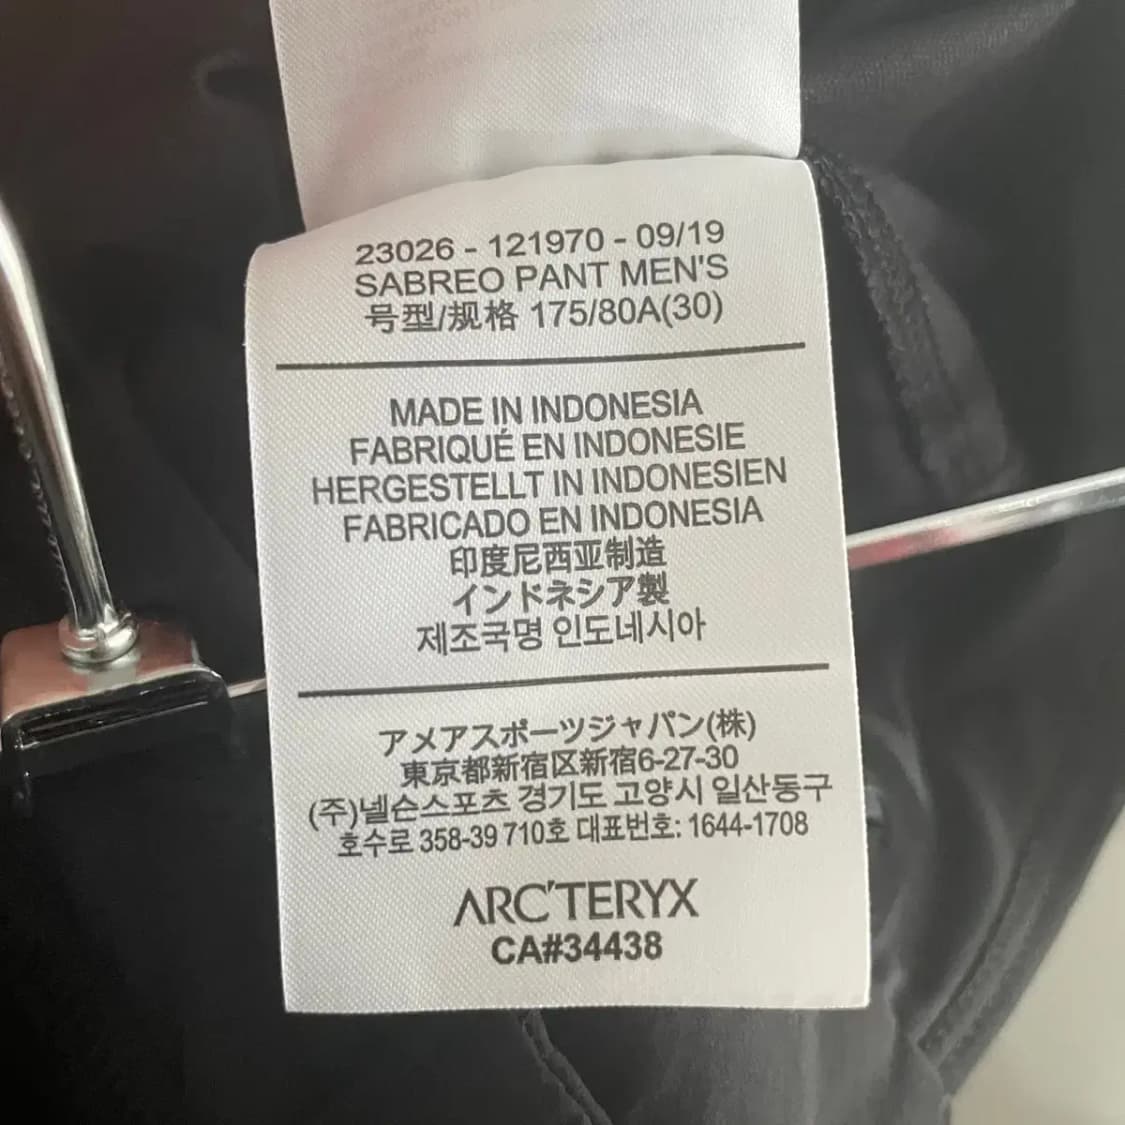 23026 - 121970 - 09/19
SABREO PANT MEN'S
号型/规格 175/80A(30)
MADE IN INDONESIA
FABRIQUÉ EN INDONESIE
HERGESTELLT IN INDONESIEN
FABRICADO EN INDONESIA
印度尼西亚制造
インドネシア製
제조국명 인도네시아
アメアスポーツジャパン(株)
東京都新宿区新宿6-27-30
(주)넬슨스포츠 경기도 고양시 일산동구
호수로 358-39 710호 대표번호: 1644-1708
ARC'TERYX
CA#34438